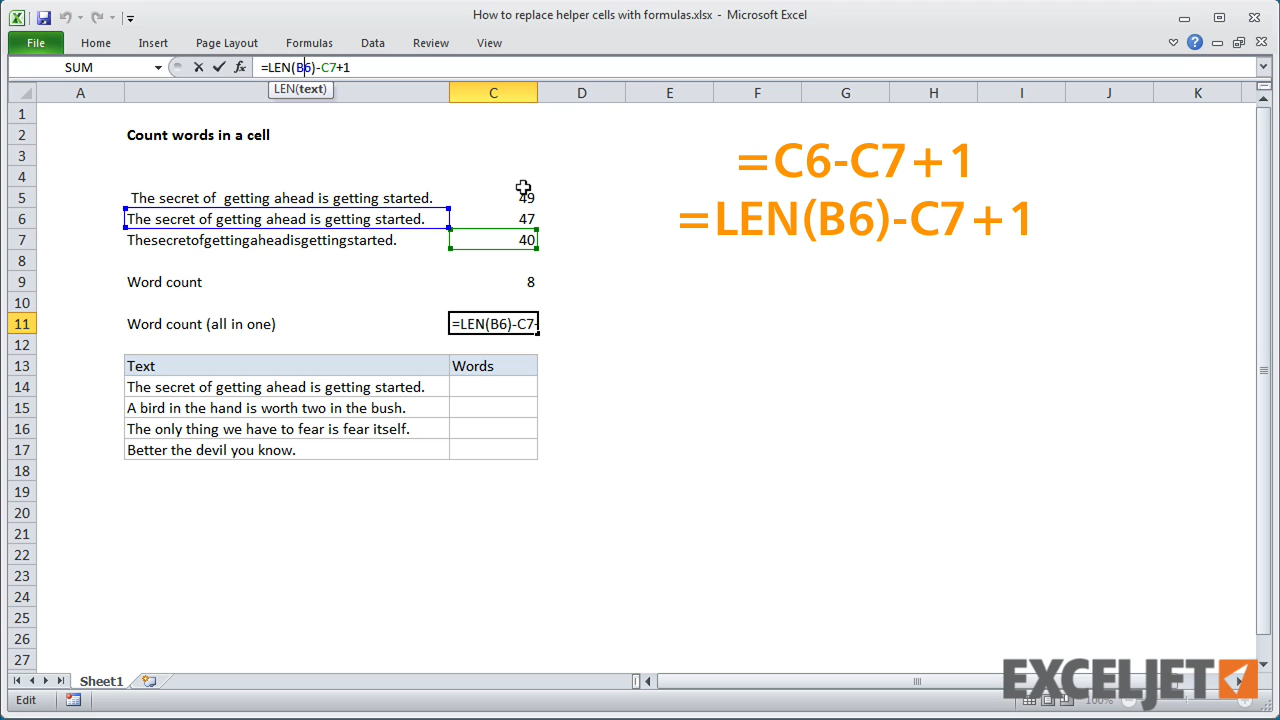 How to replace helper cells with formulas.xlsx - Microsoft Excel
File Home Insert Page Layout Formulas Data Review View
SUM fx =LEN(B6)-C7+1
LEN(text)
A C D E F G H I J K
1
2 Count words in a cell
3
4
5 The secret of  getting ahead is getting started. 49
6 The secret of getting ahead is getting started. 47
7 Thesecretofgettingaheadisgettingstarted. 40
8
9 Word count 8
10
11 Word count (all in one) =LEN(B6)-C7-
12
13 Text Words
14 The secret of getting ahead is getting started.
15 A bird in the hand is worth two in the bush.
16 The only thing we have to fear is fear itself.
17 Better the devil you know.
18
19
20
21
22
23
24
25
26
27
=C6-C7+1
=LEN(B6)-C7+1
Sheet1
EXCELJET
Edit 100%